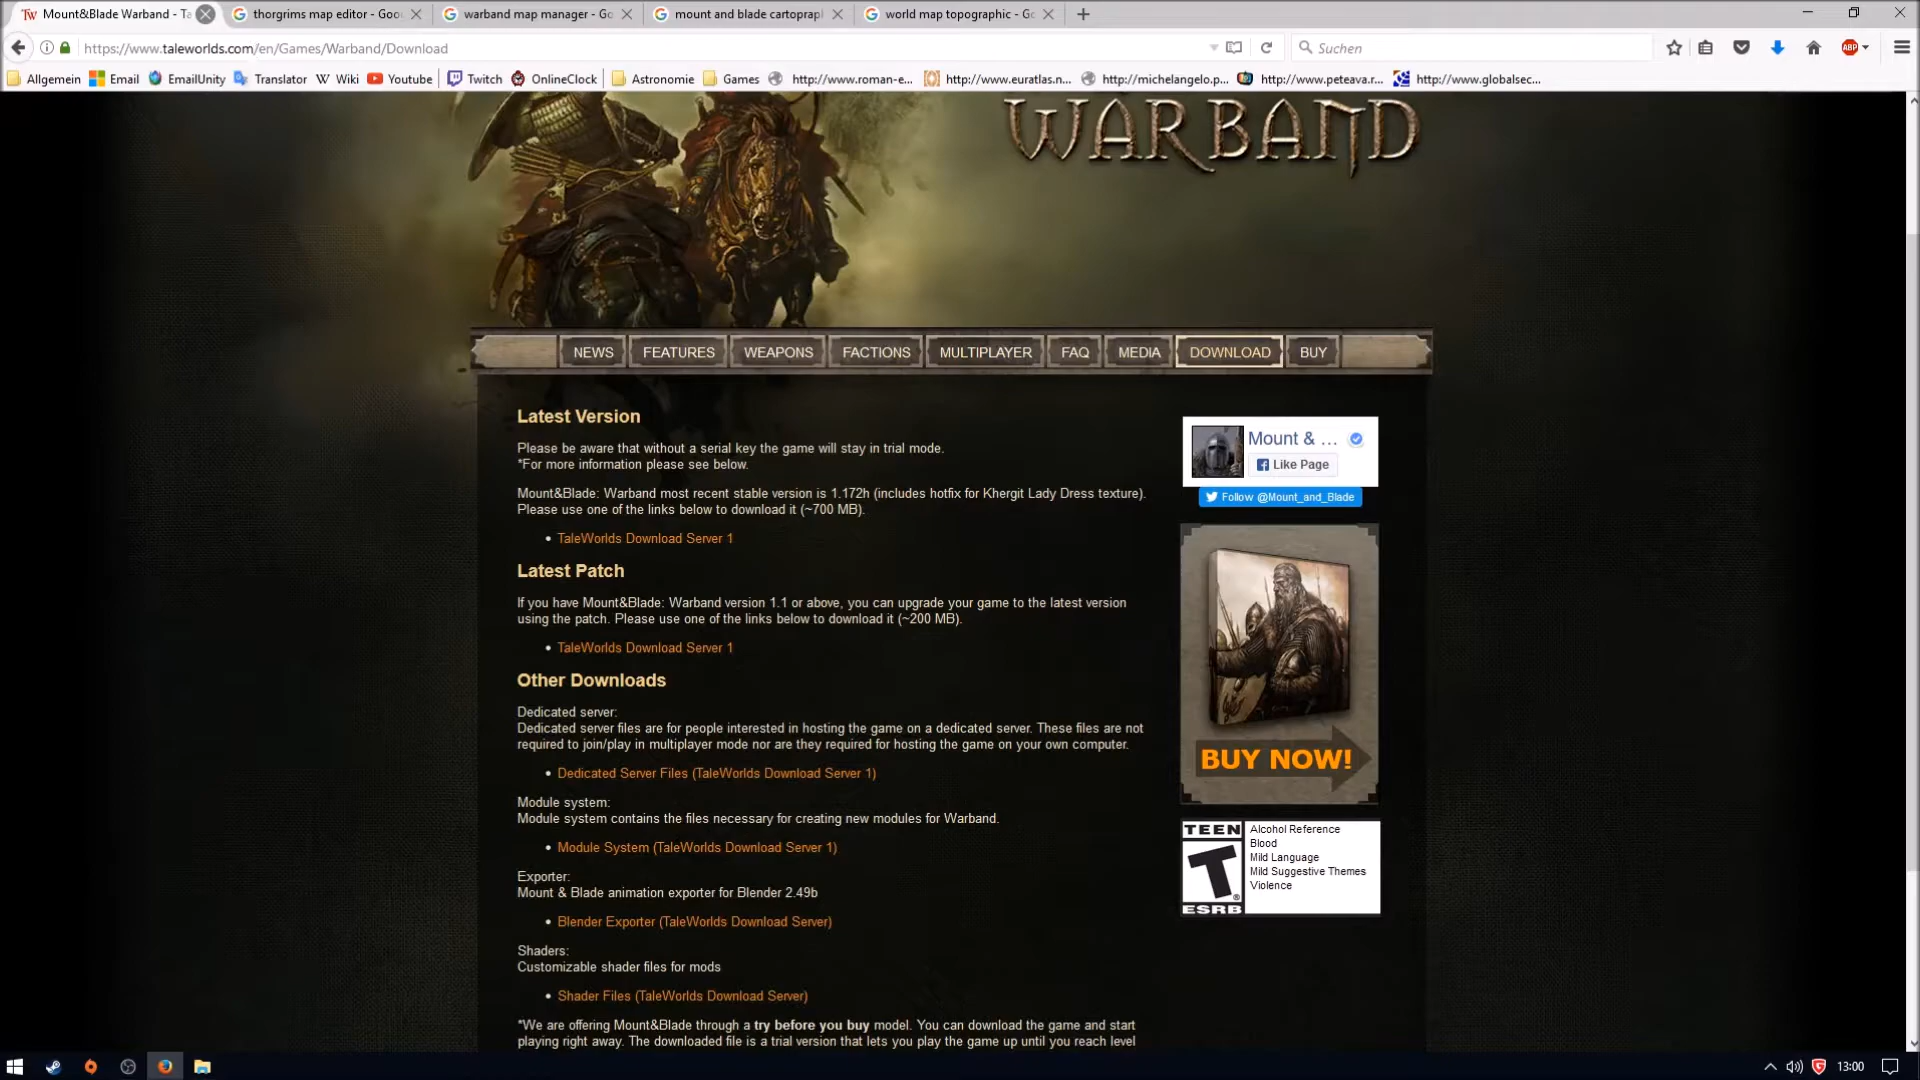 Mount&Blade Warband - Ta
thorgrims map editor - Goo
warband map manager - Go
mount and blade cartograph
world map topographic - Go
https://www.taleworlds.com/en/Games/Warband/Download
Suchen
ABP
Allgemein
Email
EmailUnity
Translator
W Wiki
Youtube
Twitch
OnlineClock
Astronomie
Games
http://www.roman-e...
http://www.euratlas.n...
http://michelangelo.p...
http://www.peteava.r...
http://www.globalsec...
WARBAND
NEWS
FEATURES
WEAPONS
FACTIONS
MULTIPLAYER
FAQ
MEDIA
DOWNLOAD
BUY
Latest Version
Please be aware that without a serial key the game will stay in trial mode.
*For more information please see below.
Mount&Blade: Warband most recent stable version is 1.172h (includes hotfix for Khergit Lady Dress texture).
Please use one of the links below to download it (~700 MB).
• TaleWorlds Download Server 1
Latest Patch
If you have Mount&Blade: Warband version 1.1 or above, you can upgrade your game to the latest version
using the patch. Please use one of the links below to download it (~200 MB).
• TaleWorlds Download Server 1
Other Downloads
Dedicated server:
Dedicated server files are for people interested in hosting the game on a dedicated server. These files are not
required to join/play in multiplayer mode nor are they required for hosting the game on your own computer.
• Dedicated Server Files (TaleWorlds Download Server 1)
Module system:
Module system contains the files necessary for creating new modules for Warband.
• Module System (TaleWorlds Download Server 1)
Exporter:
Mount & Blade animation exporter for Blender 2.49b
• Blender Exporter (TaleWorlds Download Server)
Shaders:
Customizable shader files for mods
• Shader Files (TaleWorlds Download Server)
*We are offering Mount&Blade through a try before you buy model. You can download the game and start
playing right away. The downloaded file is a trial version that lets you play the game up until you reach level
Mount & ...
Like Page
Follow @Mount_and_Blade
BUY NOW!
TEEN
T
ESRB
Alcohol Reference
Blood
Mild Language
Mild Suggestive Themes
Violence
13:00